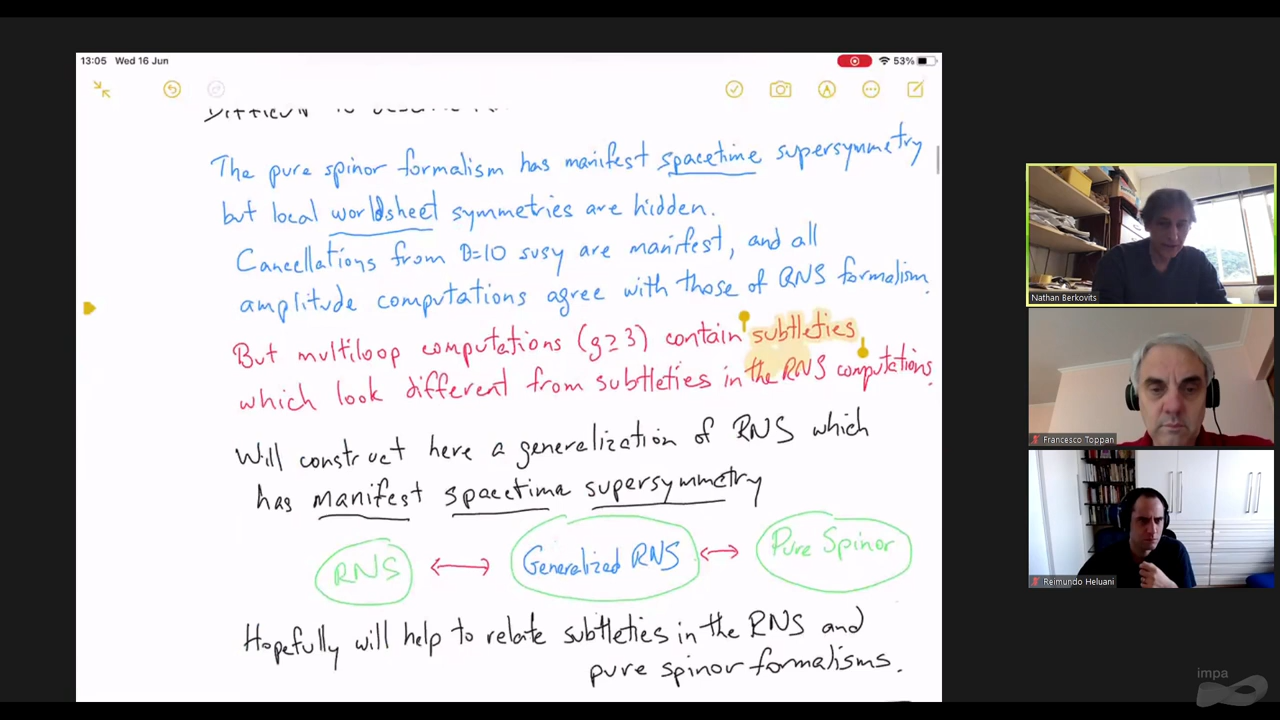 13:05 Wed 16 Jun
53%
The pure spinor formalism has manifest spacetime supersymmetry
but local worldsheet symmetries are hidden.
Cancellations from D=10 susy are manifest, and all
amplitude computations agree with those of RNS formalism.
But multiloop computations (g≥3) contain subtleties
which look different from subtleties in the RNS computations.
Will construct here a generalization of RNS which
has manifest spacetime supersymmetry
RNS ↔ Generalized RNS ↔ Pure Spinor
Hopefully will help to relate subtleties in the RNS and
pure spinor formalisms.
Nathan Berkovits
Francesco Toppan
Reimundo Heluani
impa